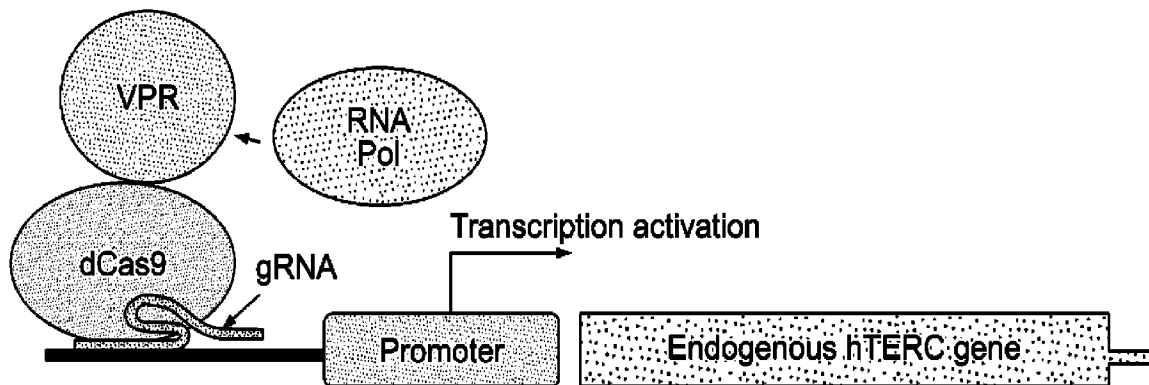 VPR
RNA
Pol
Transcription activation
dCas9
gRNA
Promoter
Endogenous hTERC gene